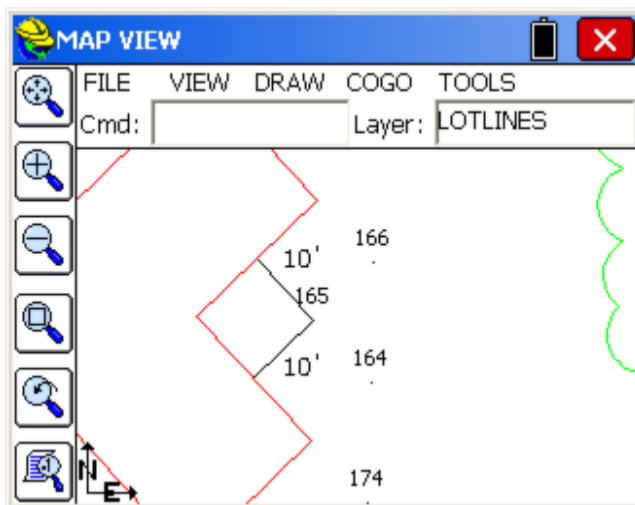 MAP VIEW
FILE VIEW DRAW COGO TOOLS
Cmd: Layer: LOTLINES
166
10'
165
10'
164
N
E
174